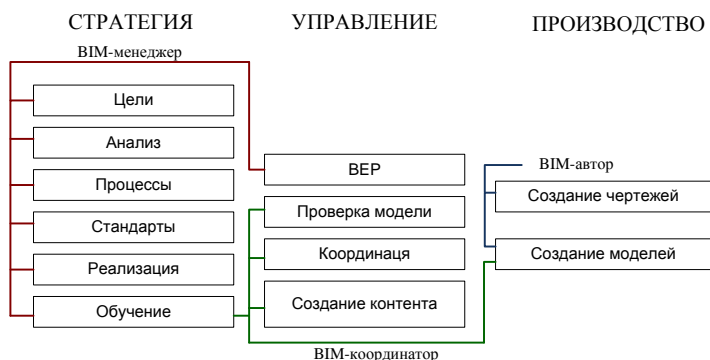 СТРАТЕГИЯ
УПРАВЛЕНИЕ
ПРОИЗВОДСТВО
BIM-менеджер
Цели
Анализ
Процессы
Стандарты
Реализация
Обучение
BEP
Проверка модели
Координаця
Создание контента
BIM-автор
Создание чертежей
Создание моделей
BIM-координатор